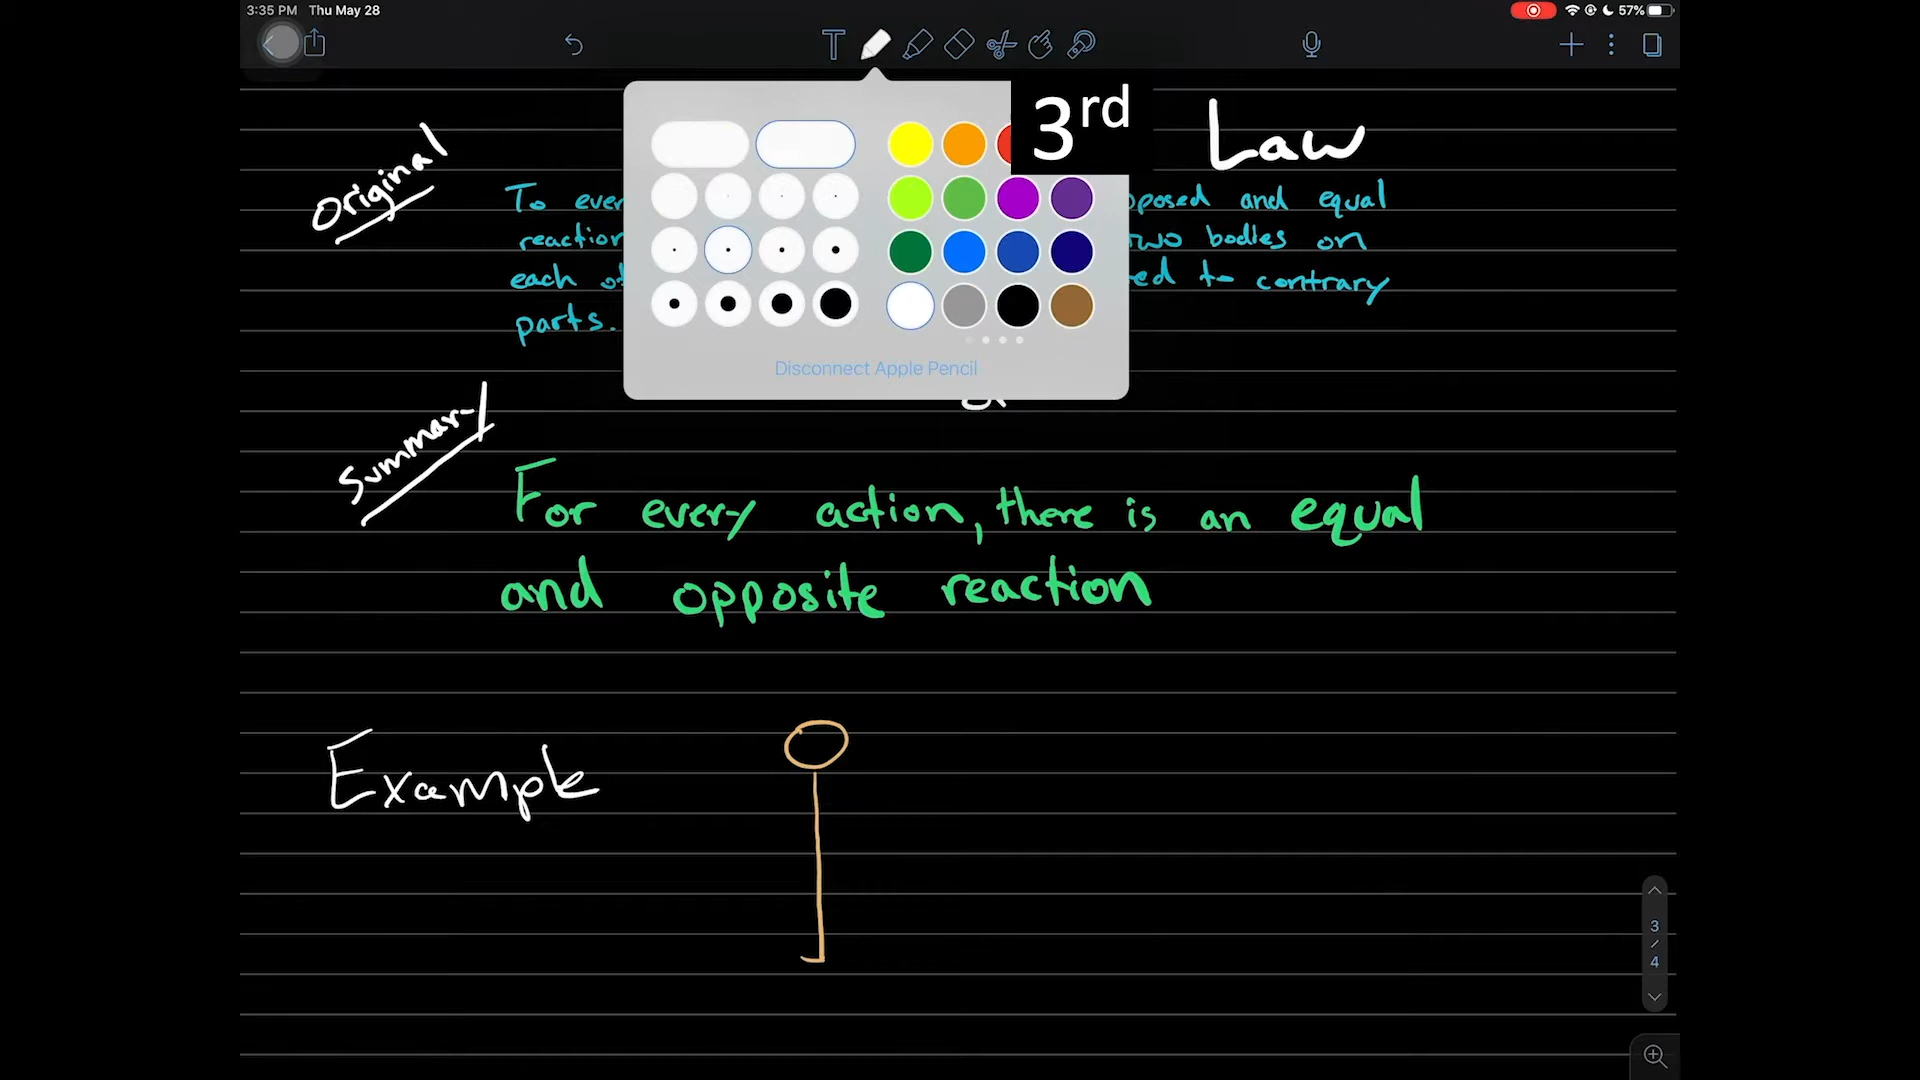 3:35 PM Thu May 28
57%
T
3rd Law
Original
To ever
pposed and equal
reaction
two bodies on
each of
ed to contrary
parts.
Disconnect Apple Pencil
Summary
For every action, there is an equal
and opposite reaction
Example
3
/
4